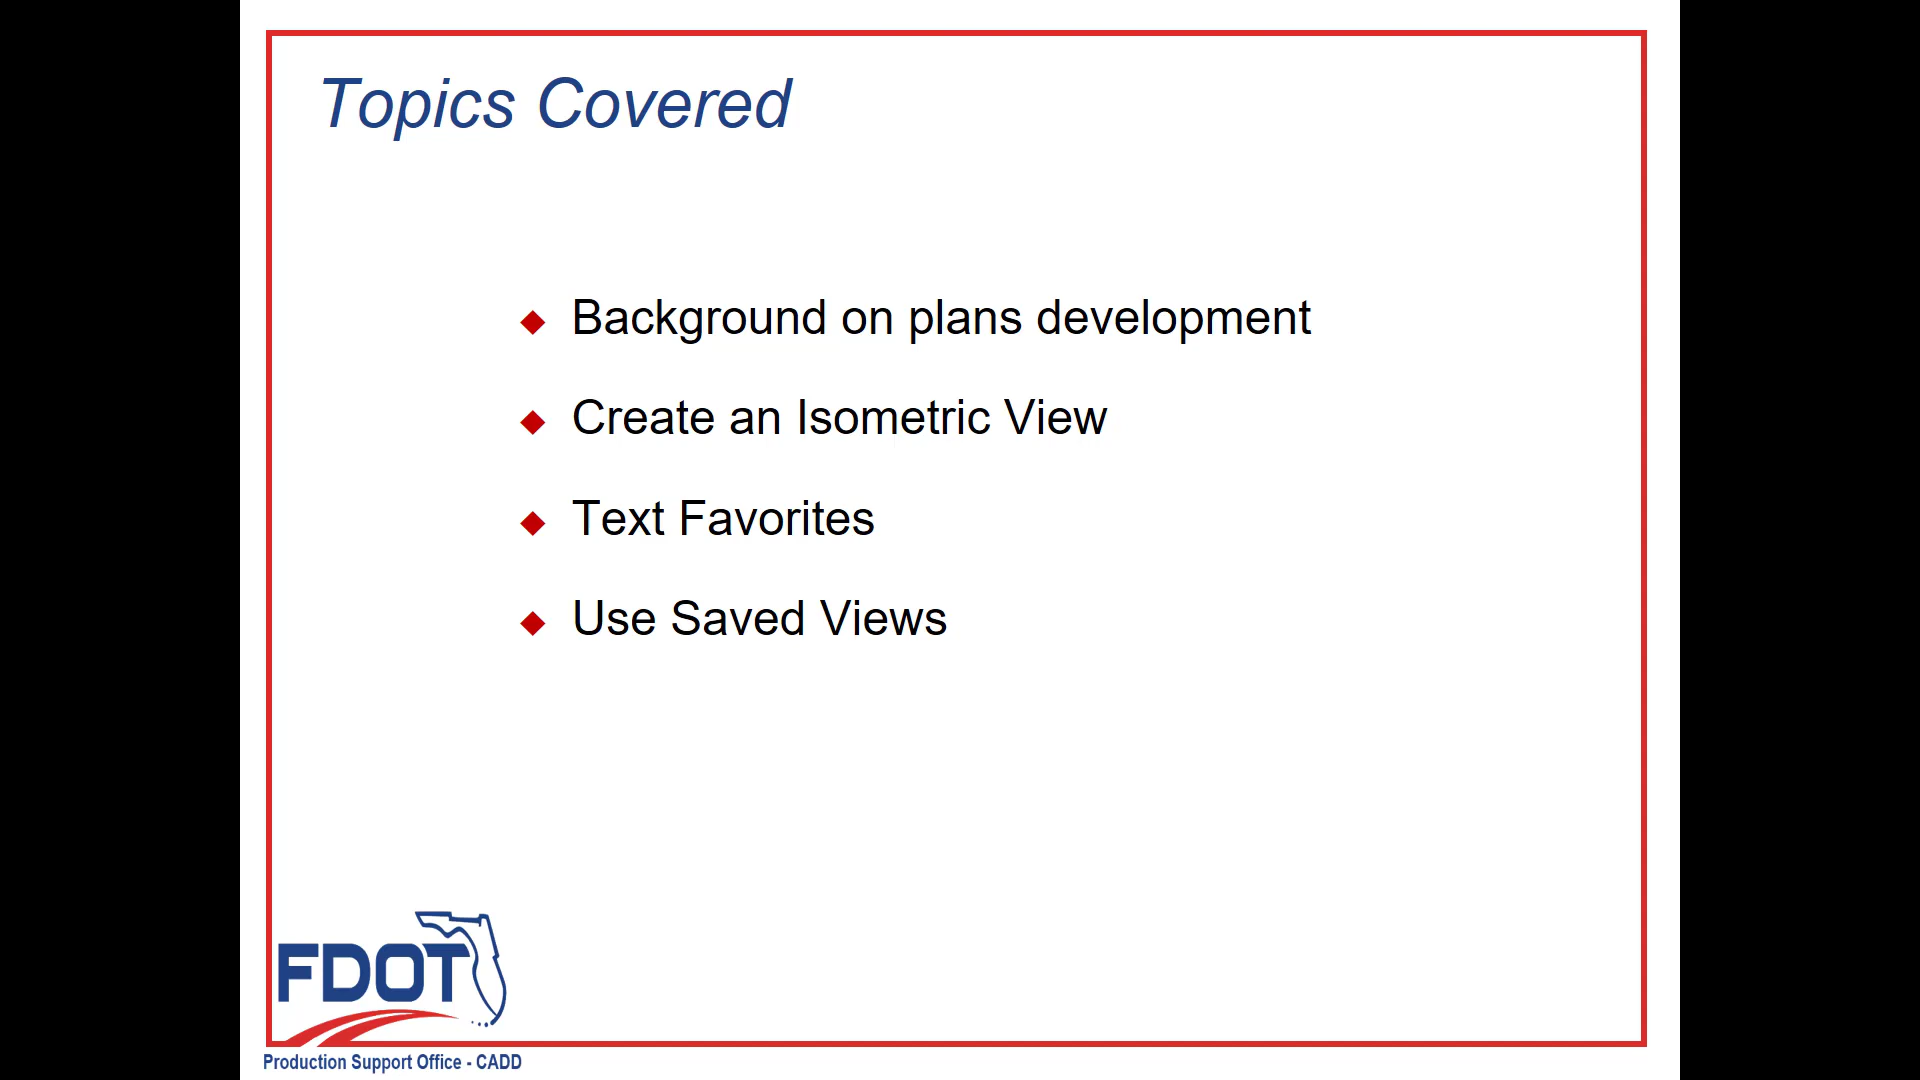 Topics Covered
Background on plans development
Create an Isometric View
Text Favorites
Use Saved Views
FDOT
Production Support Office - CADD